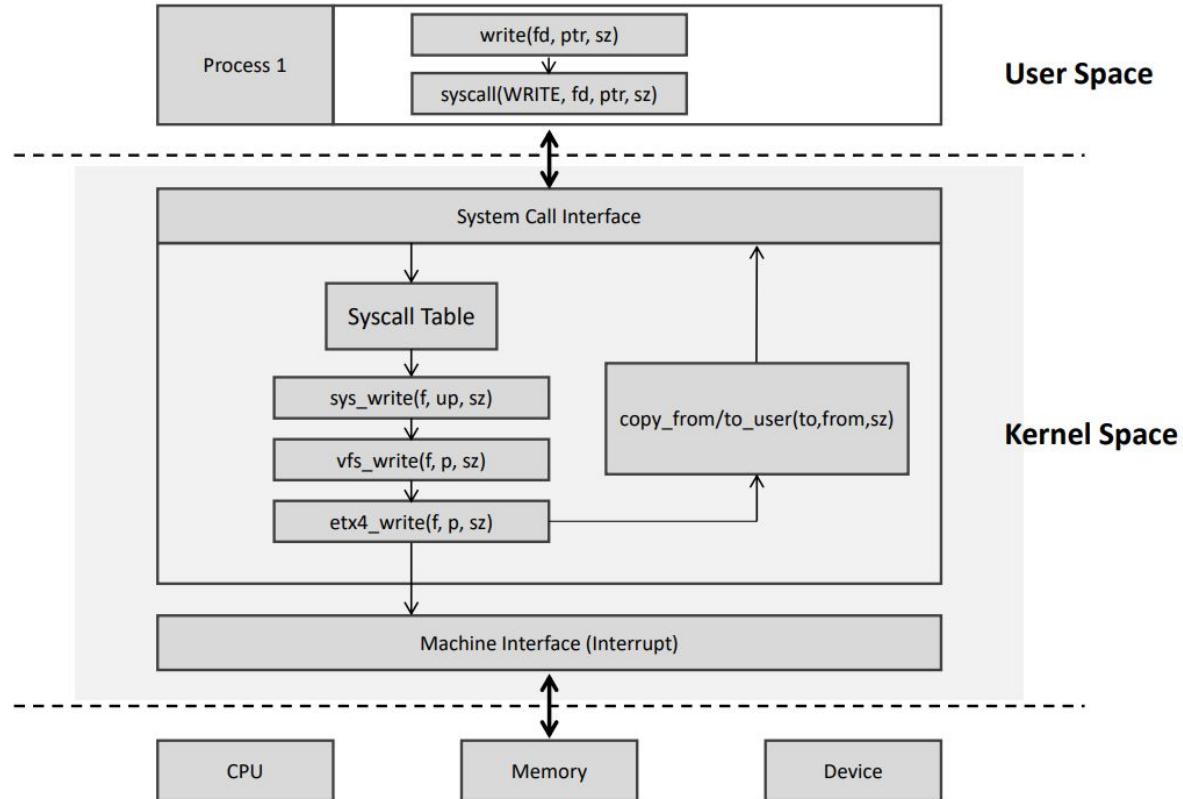 write(fd, ptr, sz)
Process 1
syscall(WRITE, fd, ptr, sz)
User Space
System Call Interface
Syscall Table
sys_write(f, up, sz)
copy_from/to_user(to,from,sz)
Kernel Space
vfs_write(f, p, sz)
etx4_write(f, p, sz)
Machine Interface (Interrupt)
CPU
Memory
Device